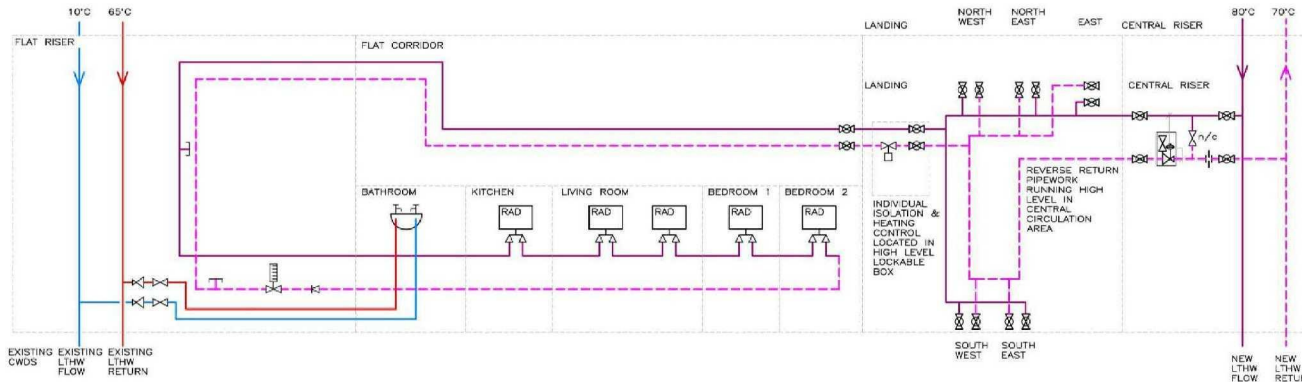 10°C 65°C
NORTH WEST
NORTH EAST
EAST
80°C 70°C
LANDING
CENTRAL RISER
FLAT RISER
FLAT CORRIDOR
LANDING
CENTRAL RISER
n/c
BATHROOM
KITCHEN
LIVING ROOM
BEDROOM 1
BEDROOM 2
RAD
RAD
RAD
RAD
RAD
INDIVIDUAL
ISOLATION &
HEATING
CONTROL
LOCATED IN
HIGH LEVEL
LOCKABLE
BOX
REVERSE RETURN
PIPEWORK
RUNNING HIGH
LEVEL IN
CENTRAL
CIRCULATION
AREA
EXISTING
CWDS
EXISTING
LTHW
FLOW
EXISTING
LTHW
RETURN
SOUTH
WEST
SOUTH
EAST
NEW
LTHW
FLOW
NEW
LTHW
RETU